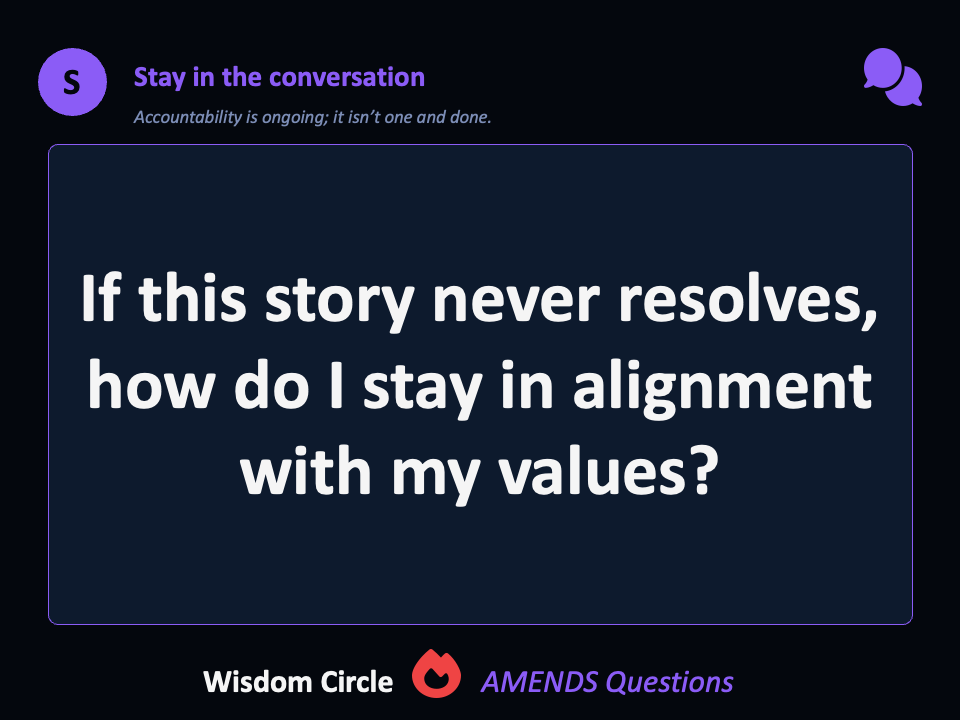 S
Stay in the conversation
Accountability is ongoing; it isn’t one and done.
If this story never resolves,
how do I stay in alignment
with my values?
Wisdom Circle AMENDS Questions